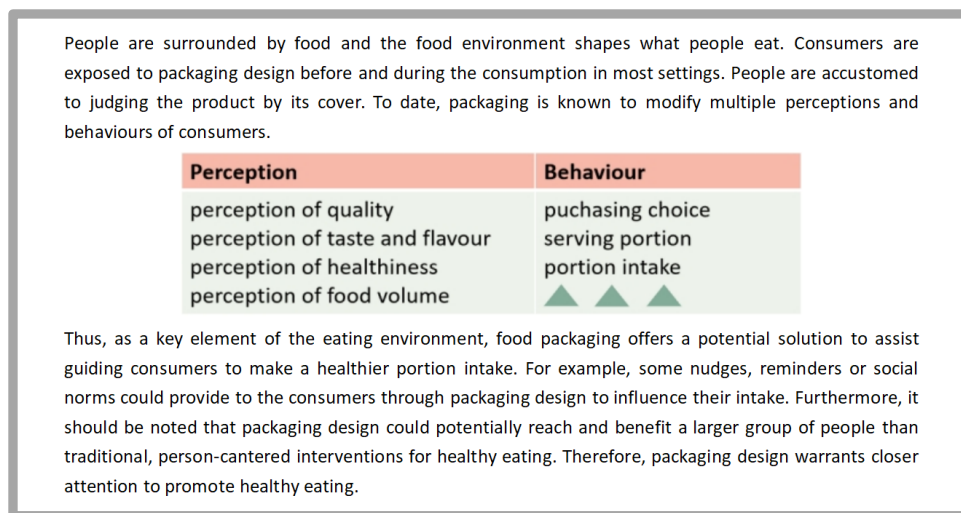 People are surrounded by food and the food environment shapes what people eat. Consumers are
exposed to packaging design before and during the consumption in most settings. People are accustomed
to judging the product by its cover. To date, packaging is known to modify multiple perceptions and
behaviours of consumers.
Perception Behaviour
perception of quality puchasing choice
perception of taste and flavour serving portion
perception of healthiness portion intake
perception of food volume
Thus, as a key element of the eating environment, food packaging offers a potential solution to assist
guiding consumers to make a healthier portion intake. For example, some nudges, reminders or social
norms could provide to the consumers through packaging design to influence their intake. Furthermore, it
should be noted that packaging design could potentially reach and benefit a larger group of people than
traditional, person-cantered interventions for healthy eating. Therefore, packaging design warrants closer
attention to promote healthy eating.